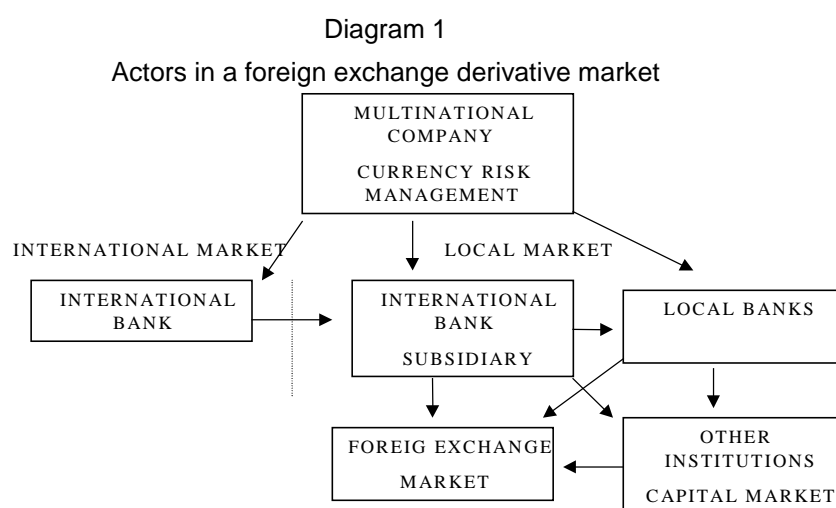 Diagram 1
Actors in a foreign exchange derivative market
MULTINATIONAL
COMPANY
CURRENCY RISK
MANAGEMENT
INTERNATIONAL MARKET
LOCAL MARKET
INTERNATIONAL
BANK
INTERNATIONAL
BANK
SUBSIDIARY
LOCAL BANKS
FOREIG EXCHANGE
MARKET
OTHER
INSTITUTIONS
CAPITAL MARKET